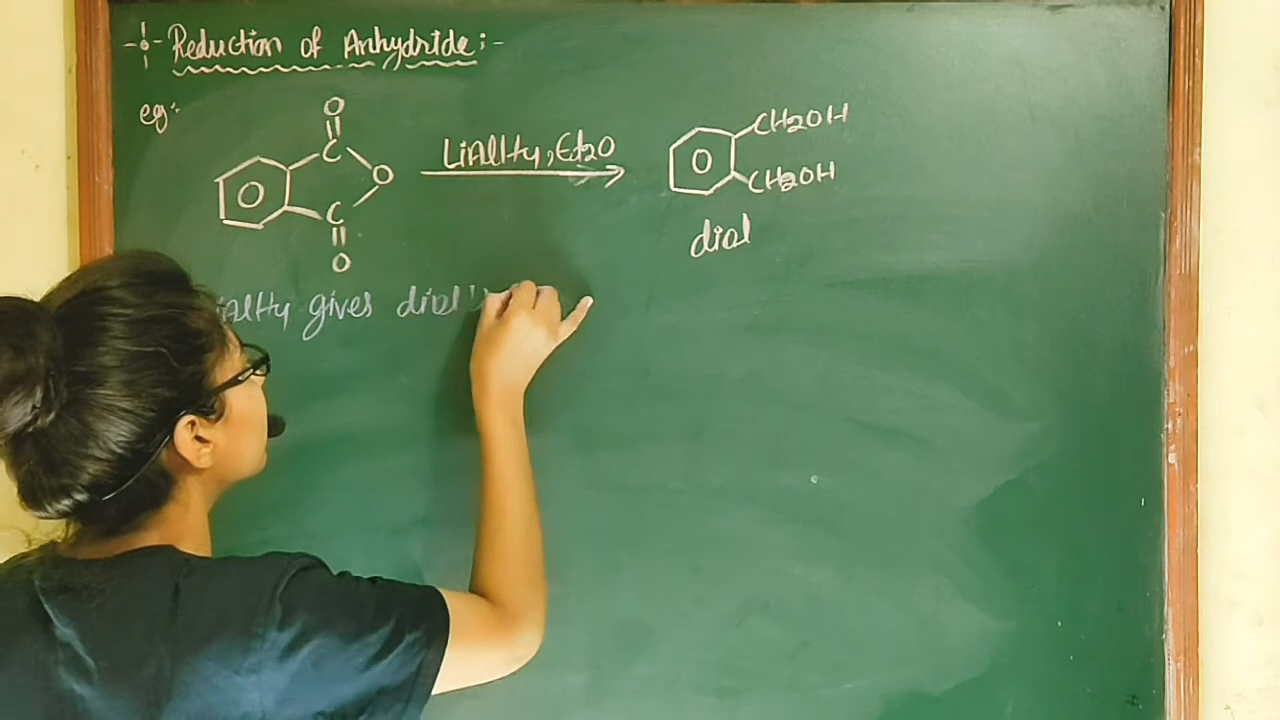 Reduction of Anhydride :-
eg:-
O
C
O
C
O
LiAlH4, Et2O
CH2OH
CH2OH
diol
gives diol